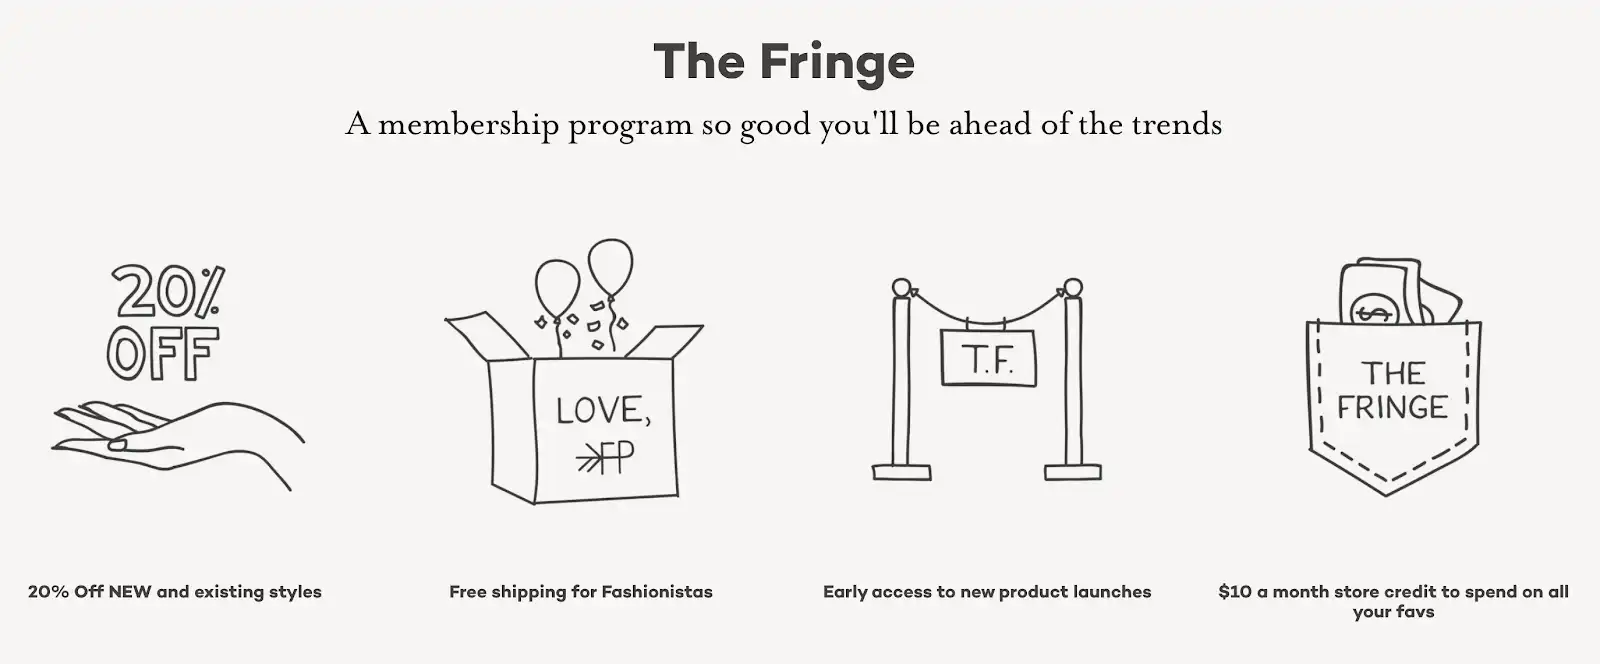 The Fringe
A membership program so good you'll be ahead of the trends
20%
OFF
LOVE,
FP
T.F.
$
THE
FRINGE
20% Off NEW and existing styles
Free shipping for Fashionistas
Early access to new product launches
$10 a month store credit to spend on all
your favs